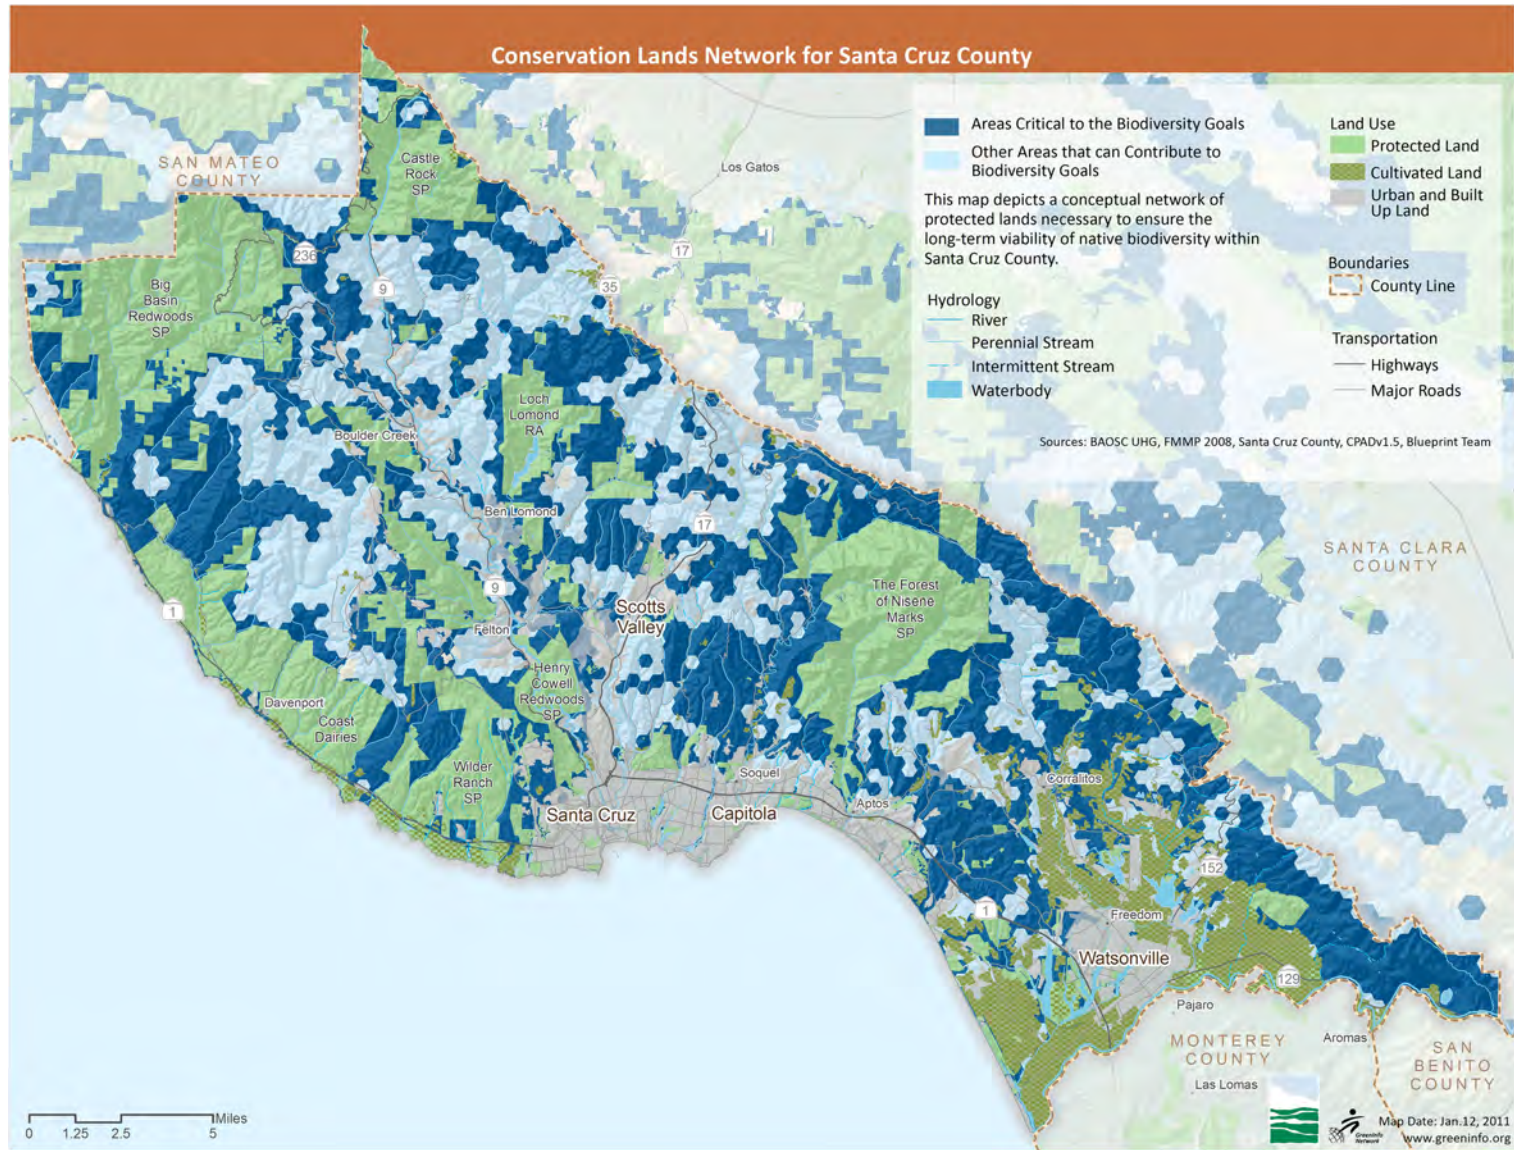 Conservation Lands Network for Santa Cruz County
Areas Critical to the Biodiversity Goals
Other Areas that can Contribute to
Biodiversity Goals
This map depicts a conceptual network of
protected lands necessary to ensure the
long-term viability of native biodiversity within
Santa Cruz County.
Hydrology
River
Perennial Stream
Intermittent Stream
Waterbody
Land Use
Protected Land
Cultivated Land
Urban and Built
Up Land
Boundaries
County Line
Transportation
Highways
Major Roads
Sources: BAOSC UHG, FMMP 2008, Santa Cruz County, CPADv1.5, Blueprint Team
SAN MATEO
COUNTY
Castle
Rock
SP
Los Gatos
17
236
9
35
Big
Basin
Redwoods
SP
Loch
Lomond
RA
Boulder Creek
Ben Lomond
17
SANTA CLARA
COUNTY
The Forest
of Nisene
Marks
SP
9
1
Scotts
Valley
Felton
Henry
Cowell
Redwoods
SP
Davenport
Coast
Dairies
Wilder
Ranch
SP
Soquel
Corralitos
Santa Cruz
Capitola
Aptos
152
1
Freedom
Watsonville
129
Pajaro
MONTEREY
COUNTY
Aromas
SAN
BENITO
COUNTY
Las Lomas
Miles
0 1.25 2.5 5
GreenInfo
Network
Map Date: Jan.12, 2011
www.greeninfo.org